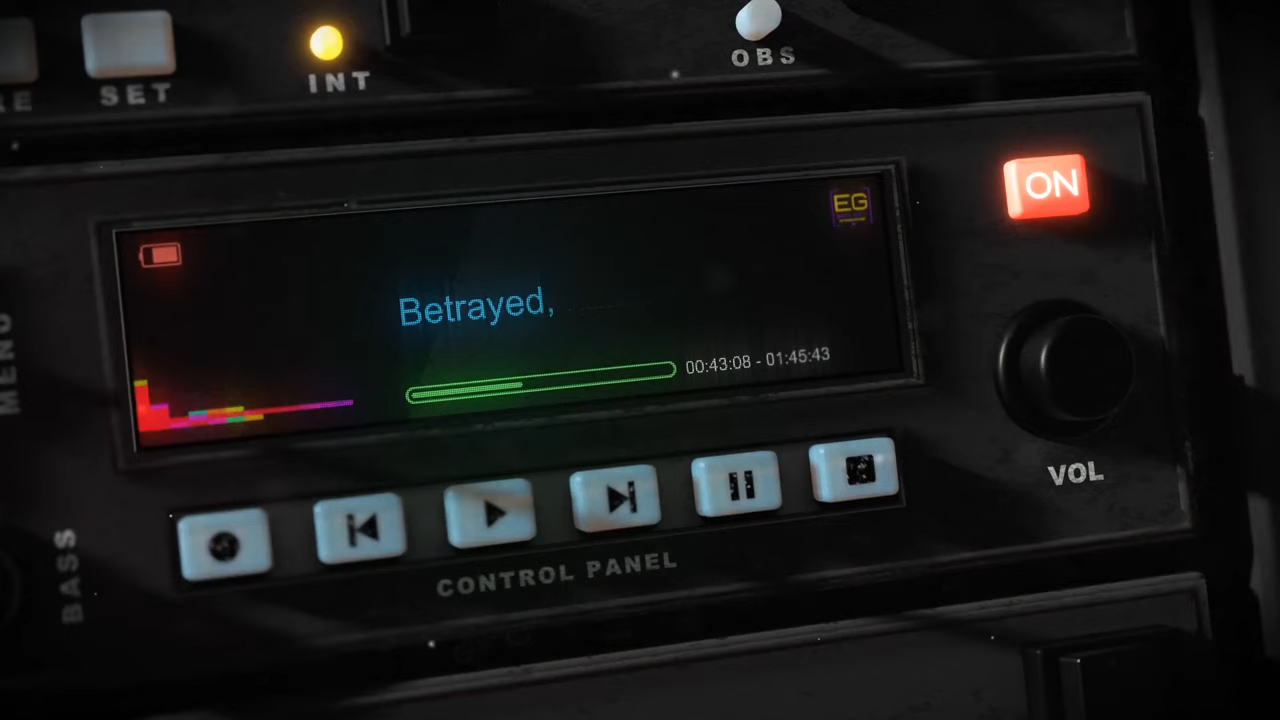 SET
INT
OBS
ON
EG
Betrayed,
00:43:08 - 01:45:43
MENU
VOL
BASS
CONTROL PANEL